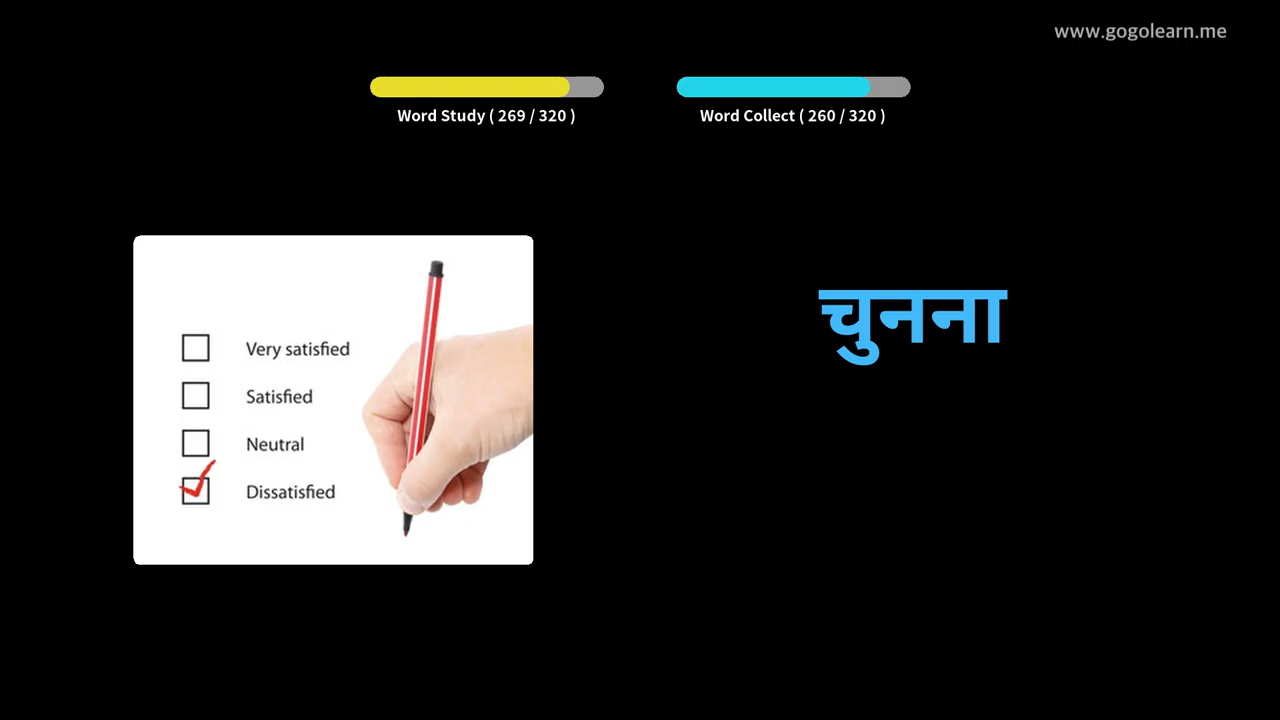 www.gogolearn.me
Word Study ( 269 / 320 )
Word Collect ( 260 / 320 )
Very satisfied
Satisfied
Neutral
Dissatisfied
चुनना